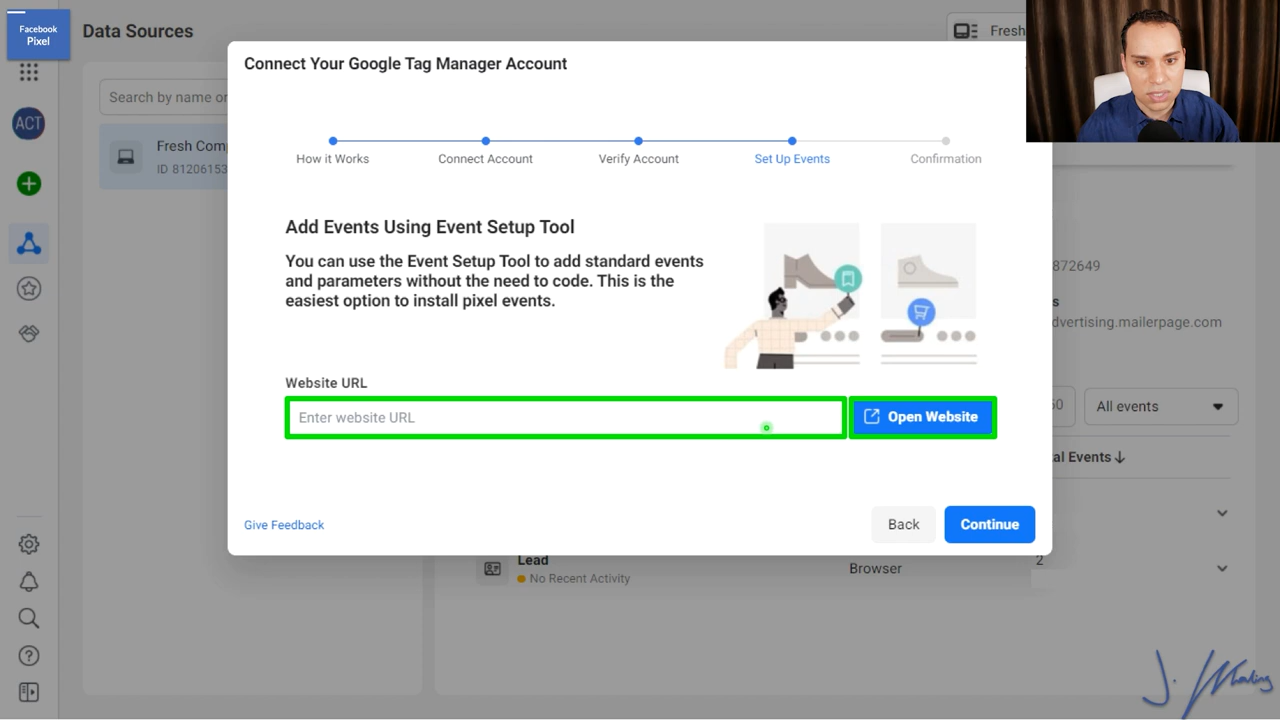 Facebook
Pixel
Data Sources
Fresh
Connect Your Google Tag Manager Account
Search by name or
ACT
Fresh Com
ID 81206153
How it Works
Connect Account
Verify Account
Set Up Events
Confirmation
Add Events Using Event Setup Tool
You can use the Event Setup Tool to add standard events
and parameters without the need to code. This is the
easiest option to install pixel events.
872649
s
dvertising.mailerpage.com
Website URL
Enter website URL
Open Website
50
All events
al Events
Give Feedback
Back
Continue
Lead
No Recent Activity
Browser
2